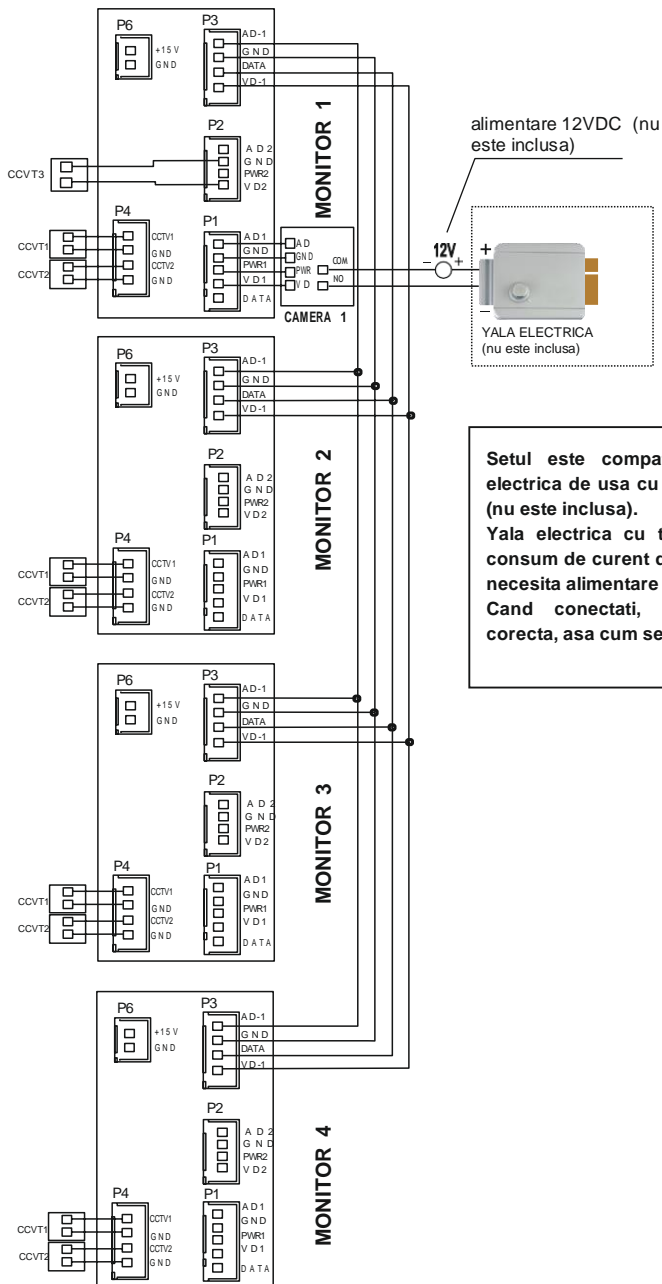 P6
+15V
GND
P3
AD-1
GND
DATA
VD-1
P2
AD2
GND
PWR2
VD2
CCVT3
P4
CCTV1
GND
CCTV2
GND
CCVT1
CCVT2
P1
AD1
GND
PWR1
VD1
DATA
MONITOR 1
AD
GND
PWR
VD
COM
NO
CAMERA 1
alimentare 12VDC (nu
este inclusa)
12V
- +
+
-
YALA ELECTRICA
(nu este inclusa)
P6
+15V
GND
P3
AD-1
GND
DATA
VD-1
P2
AD2
GND
PWR2
VD2
P4
CCTV1
GND
CCTV2
GND
CCVT1
CCVT2
P1
AD1
GND
PWR1
VD1
DATA
MONITOR 2
Setul este compa
electrica de usa cu
(nu este inclusa).
Yala electrica cu t
consum de curent
necesita alimentare
Cand conectati,
corecta, asa cum se
P6
+15V
GND
P3
AD-1
GND
DATA
VD-1
P2
AD2
GND
PWR2
VD2
P4
CCTV1
GND
CCTV2
GND
CCVT1
CCVT2
P1
AD1
GND
PWR1
VD1
DATA
MONITOR 3
P6
+15V
GND
P3
AD-1
GND
DATA
VD-1
P2
AD2
GND
PWR2
VD2
P4
CCTV1
GND
CCTV2
GND
CCVT1
CCVT2
P1
AD1
GND
PWR1
VD1
DATA
MONITOR 4